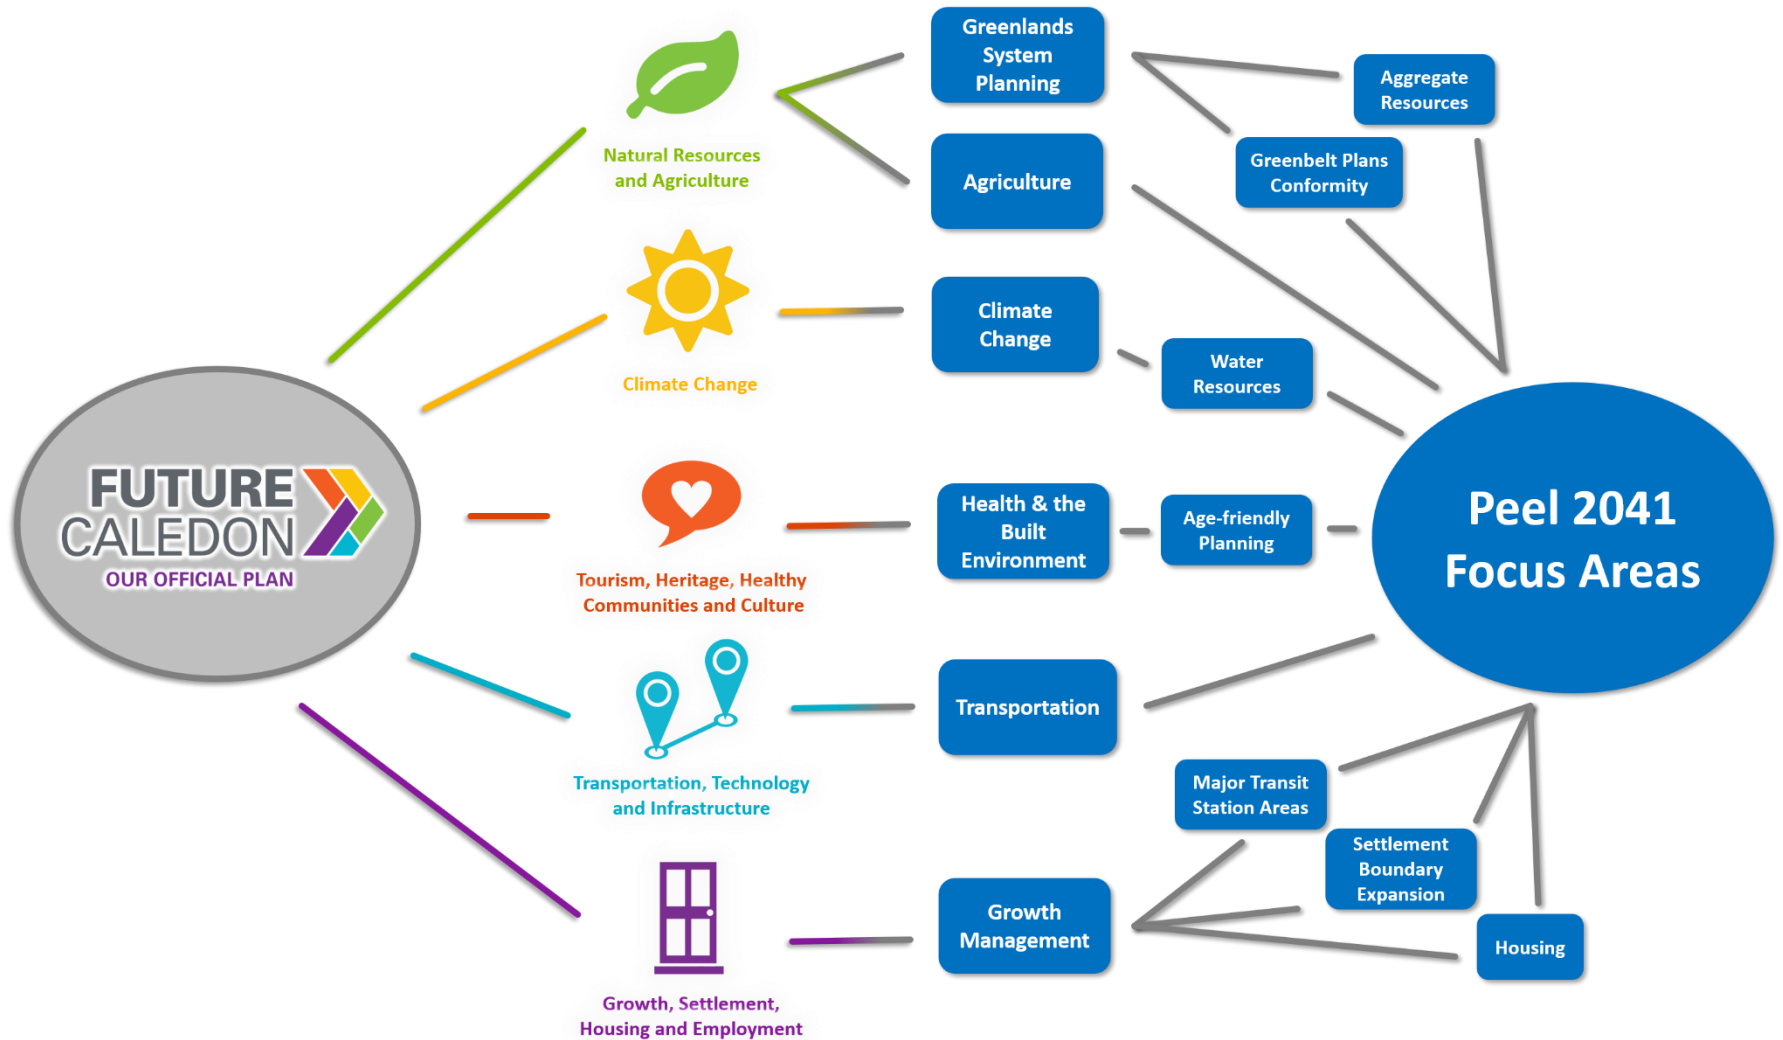 FUTURE
CALEDON
OUR OFFICIAL PLAN
Natural Resources
and Agriculture
Climate Change
Tourism, Heritage, Healthy
Communities and Culture
Transportation, Technology
and Infrastructure
Growth, Settlement,
Housing and Employment
Greenlands
System
Planning
Agriculture
Climate
Change
Health & the
Built
Environment
Transportation
Growth
Management
Aggregate
Resources
Greenbelt Plans
Conformity
Water
Resources
Age-friendly
Planning
Major Transit
Station Areas
Settlement
Boundary
Expansion
Housing
Peel 2041
Focus Areas